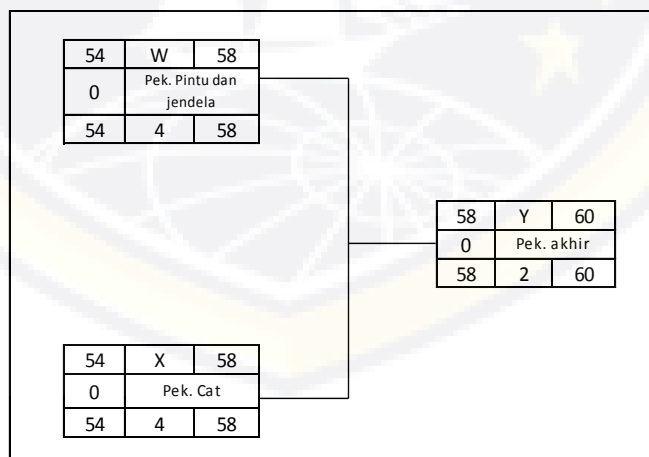 54 W 58
0 Pek. Pintu dan
jendela
54 4 58
58 Y 60
0 Pek. akhir
58 2 60
54 X 58
0 Pek. Cat
54 4 58